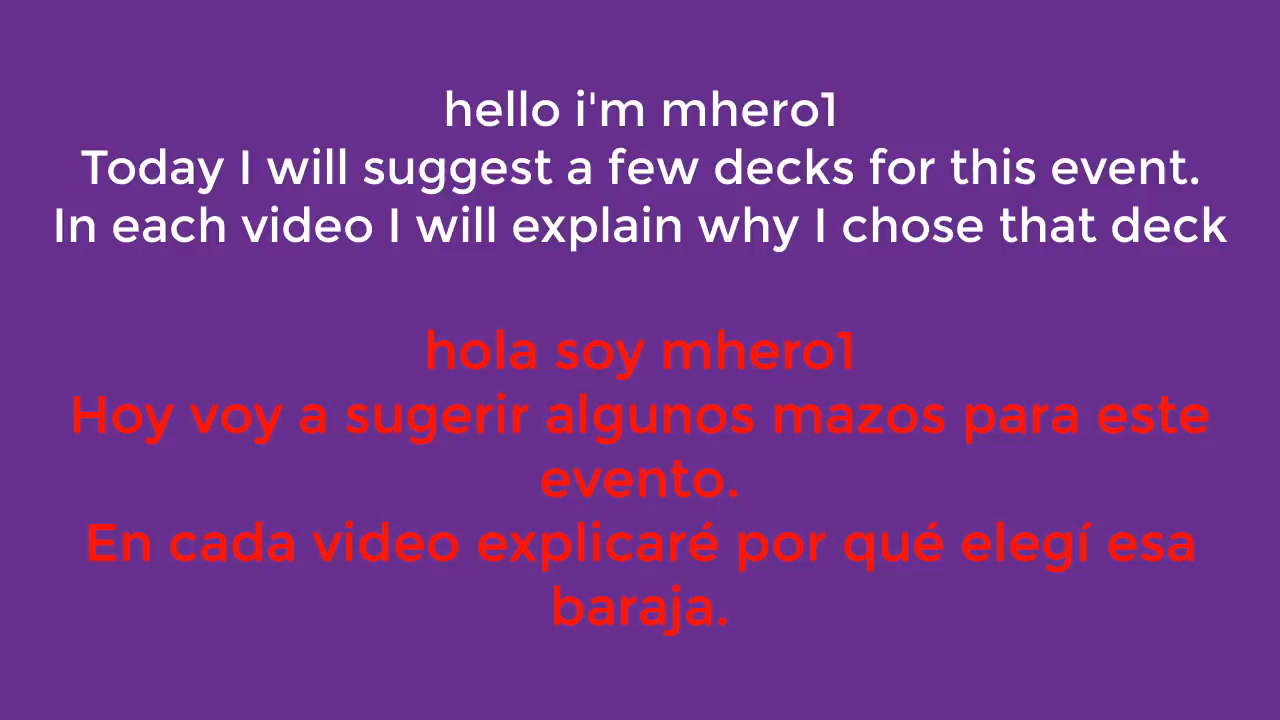 hello i'm mhero1
Today I will suggest a few decks for this event.
In each video I will explain why I chose that deck
hola soy mhero1
Hoy voy a sugerir algunos mazos para este
evento.
En cada video explicaré por qué elegí esa
baraja.